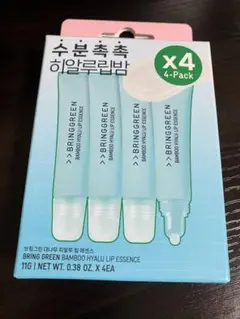 수분촉촉
히알루립밤
x4
4-Pack
>> BRINGGREEN
BAMBOO HYALU LIP ESSENCE
>> BRINGGREEN
BAMBOO HYALU LIP ESSENCE
>> BRINGGREEN
BAMBOO HYALU LIP ESSENCE
>> BRINGGREEN
BAMBOO HYALU LIP ESSENCE
브링그린 대나무 히알루 립 에센스
BRING GREEN BAMBOO HYALU LIP ESSENCE
11G | NET WT. 0.38 OZ. X 4EA